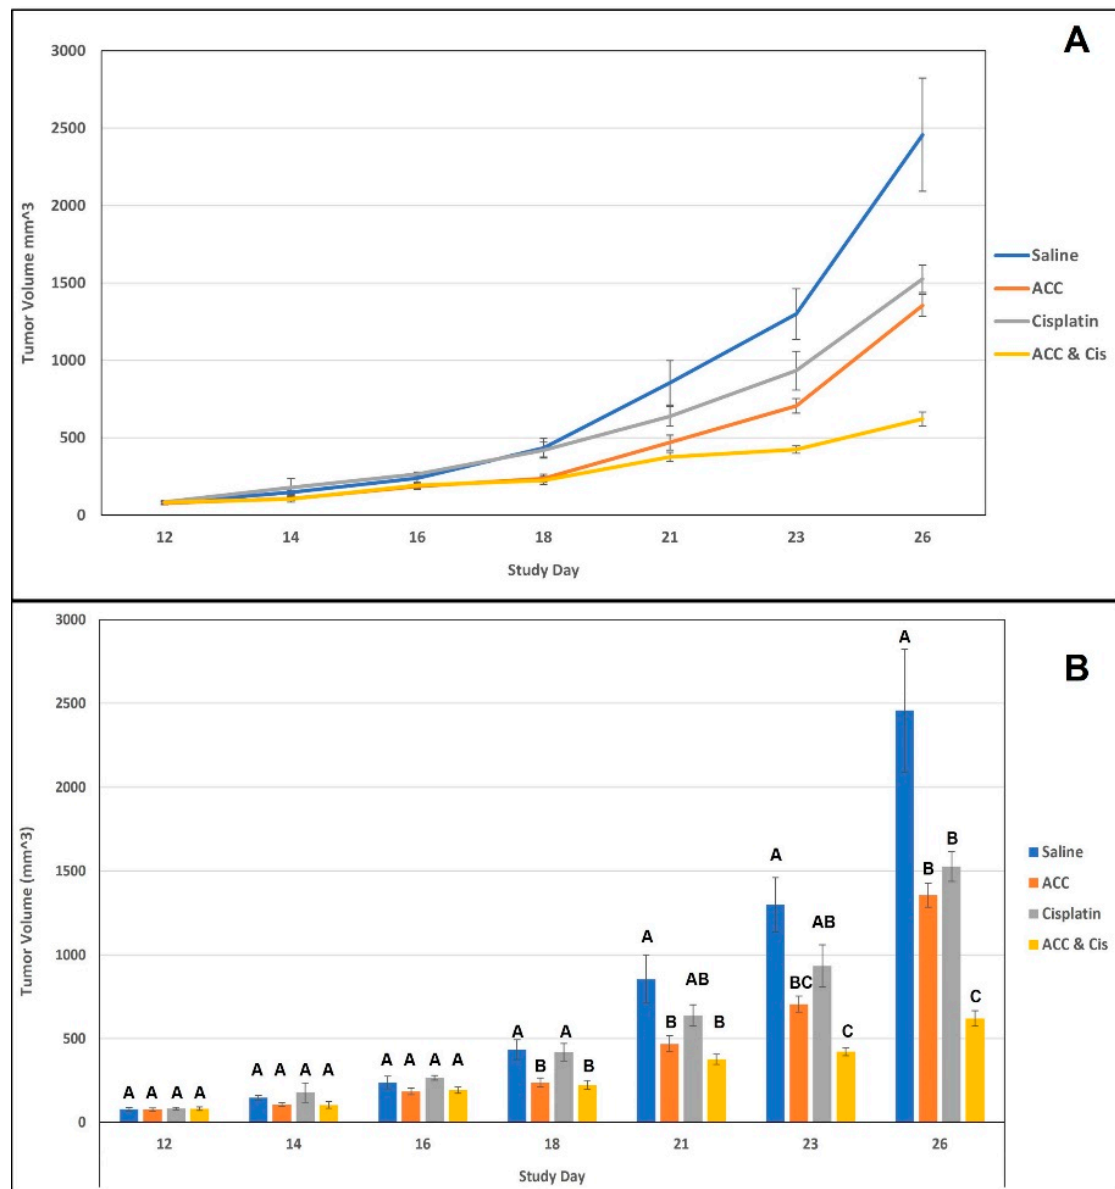 A
3000
2500
2000
1500
1000
500
0
Tumor Volume mm^3
12 14 16 18 21 23 26
Study Day
Saline
ACC
Cisplatin
ACC & Cis
B
3000
2500
2000
1500
1000
500
0
Tumor Volume (mm^3)
A A A A
A A A A
A A A A
A B A B
A B AB B
A BC AB C
A B B C
12 14 16 18 21 23 26
Study Day
Saline
ACC
Cisplatin
ACC & Cis